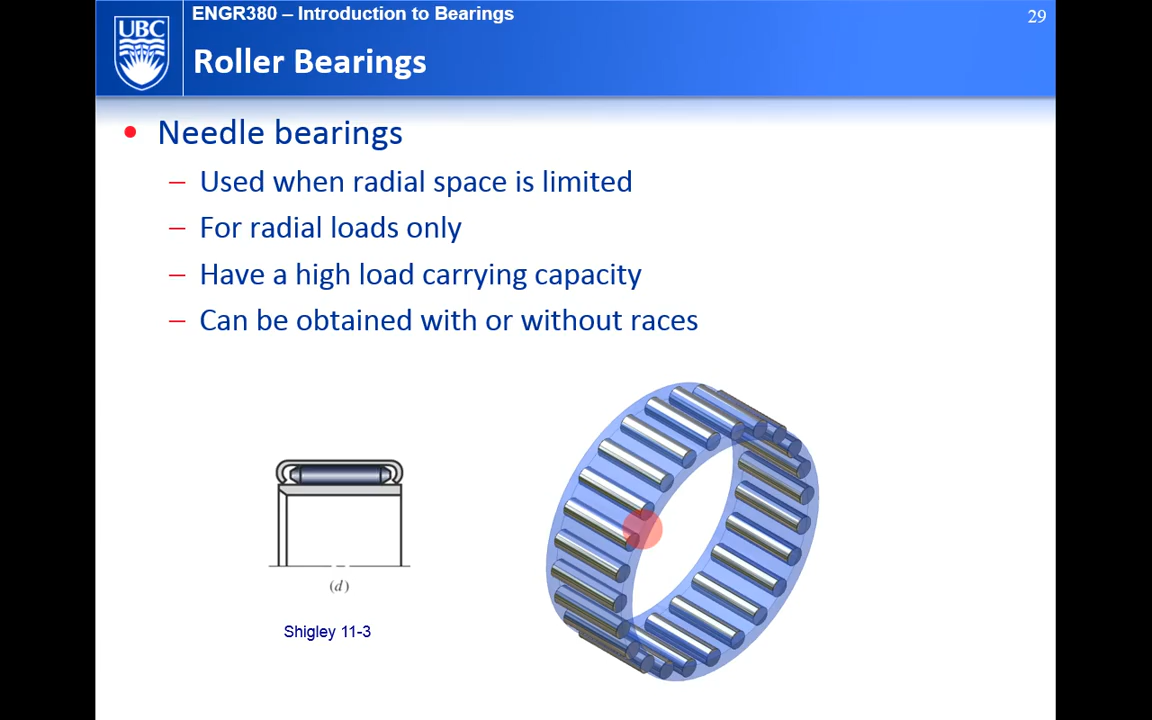 ENGR380 – Introduction to Bearings
29
UBC
Roller Bearings
• Needle bearings
– Used when radial space is limited
– For radial loads only
– Have a high load carrying capacity
– Can be obtained with or without races
(d)
Shigley 11-3